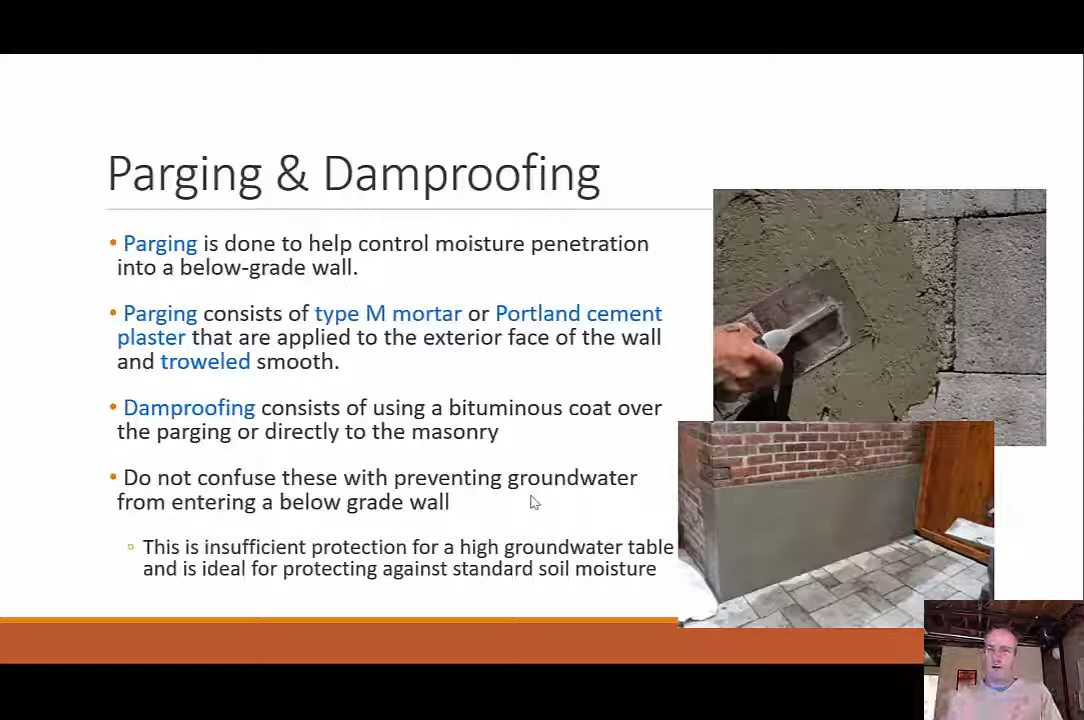 Parging & Damproofing
• Parging is done to help control moisture penetration
into a below-grade wall.
• Parging consists of type M mortar or Portland cement
plaster that are applied to the exterior face of the wall
and troweled smooth.
• Damproofing consists of using a bituminous coat over
the parging or directly to the masonry
• Do not confuse these with preventing groundwater
from entering a below grade wall
◦ This is insufficient protection for a high groundwater table
and is ideal for protecting against standard soil moisture